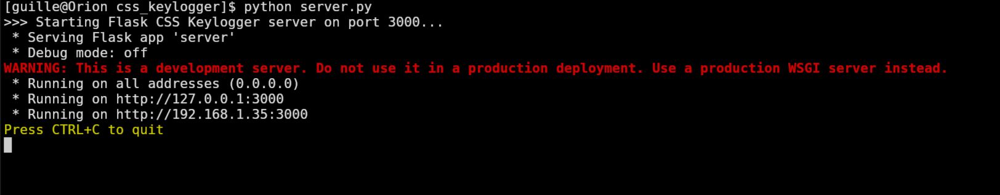 [guille@Orion css_keylogger]$ python server.py
>>> Starting Flask CSS Keylogger server on port 3000...
 * Serving Flask app 'server'
 * Debug mode: off
WARNING: This is a development server. Do not use it in a production deployment. Use a production WSGI server instead.
 * Running on all addresses (0.0.0.0)
 * Running on http://127.0.0.1:3000
 * Running on http://192.168.1.35:3000
Press CTRL+C to quit